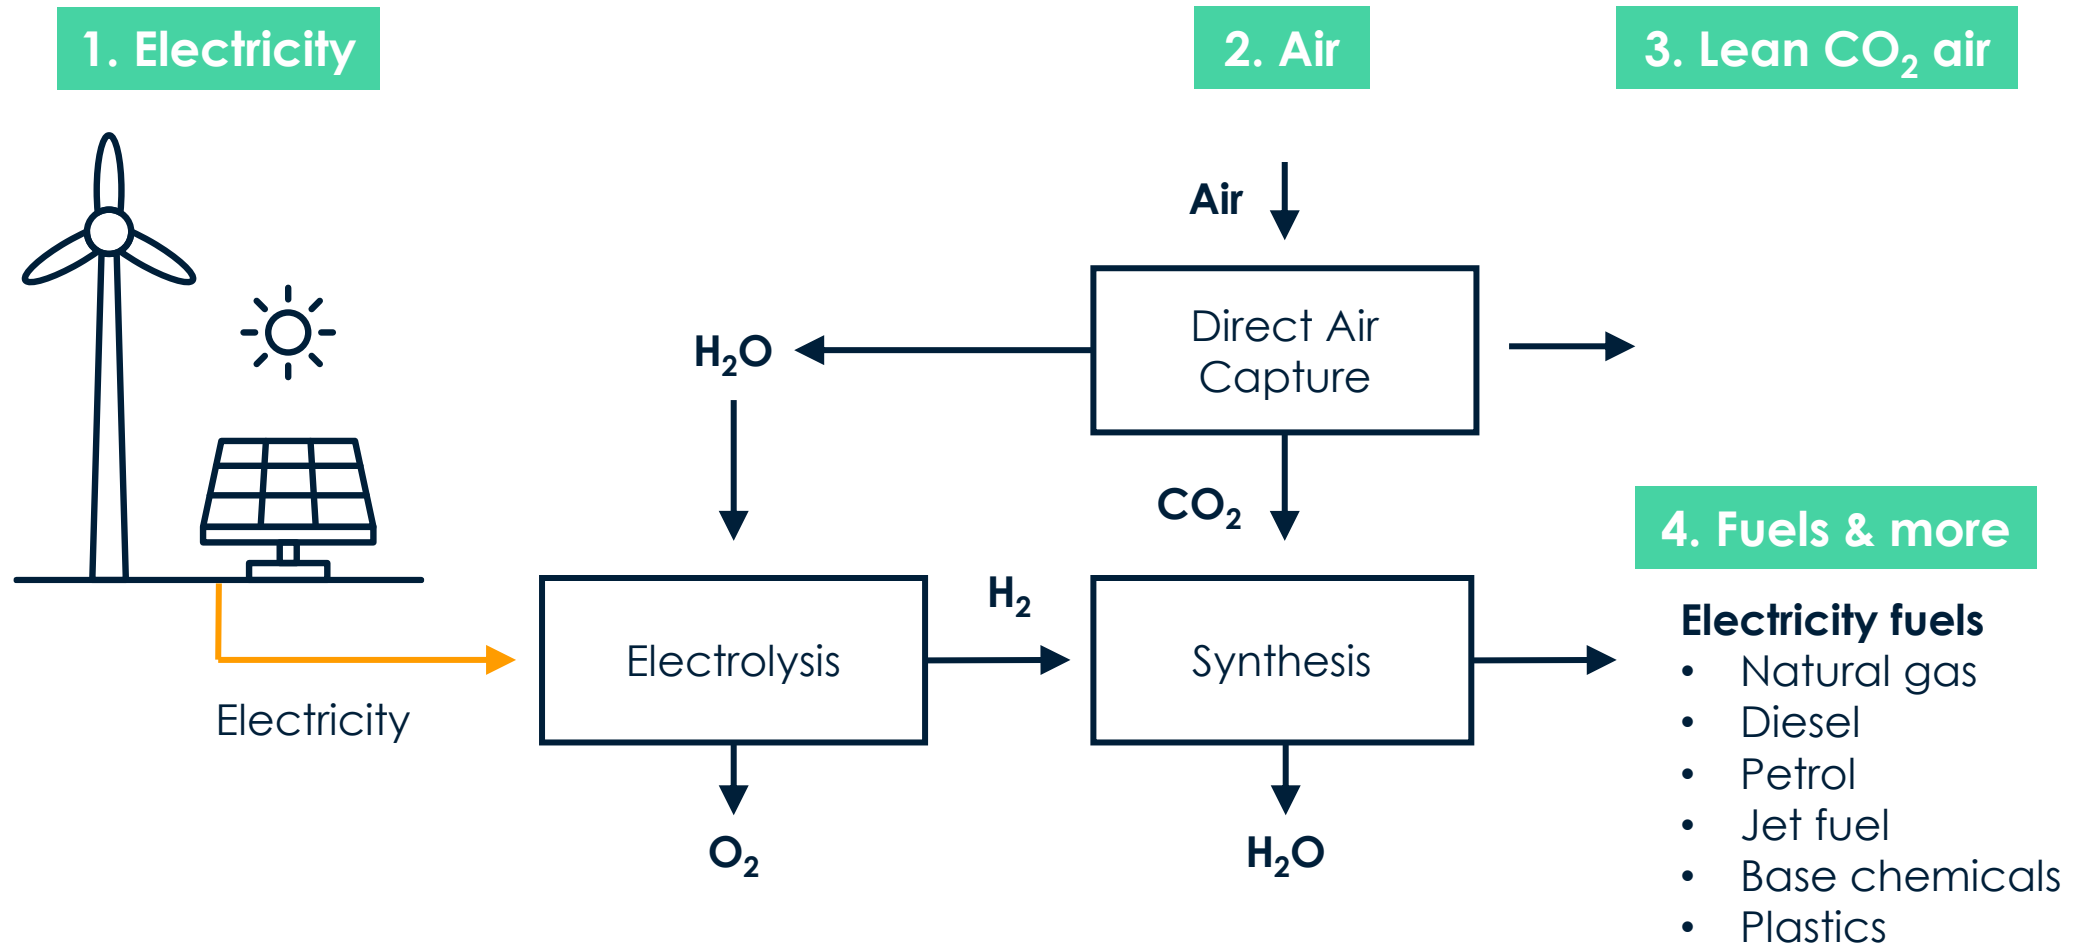 1. Electricity
2. Air
3. Lean CO₂ air
Air
Direct Air
Capture
H₂O
CO₂
4. Fuels & more
H₂
Electrolysis
Synthesis
Electricity
O₂
H₂O
Electricity fuels
• Natural gas
• Diesel
• Petrol
• Jet fuel
• Base chemicals
• Plastics